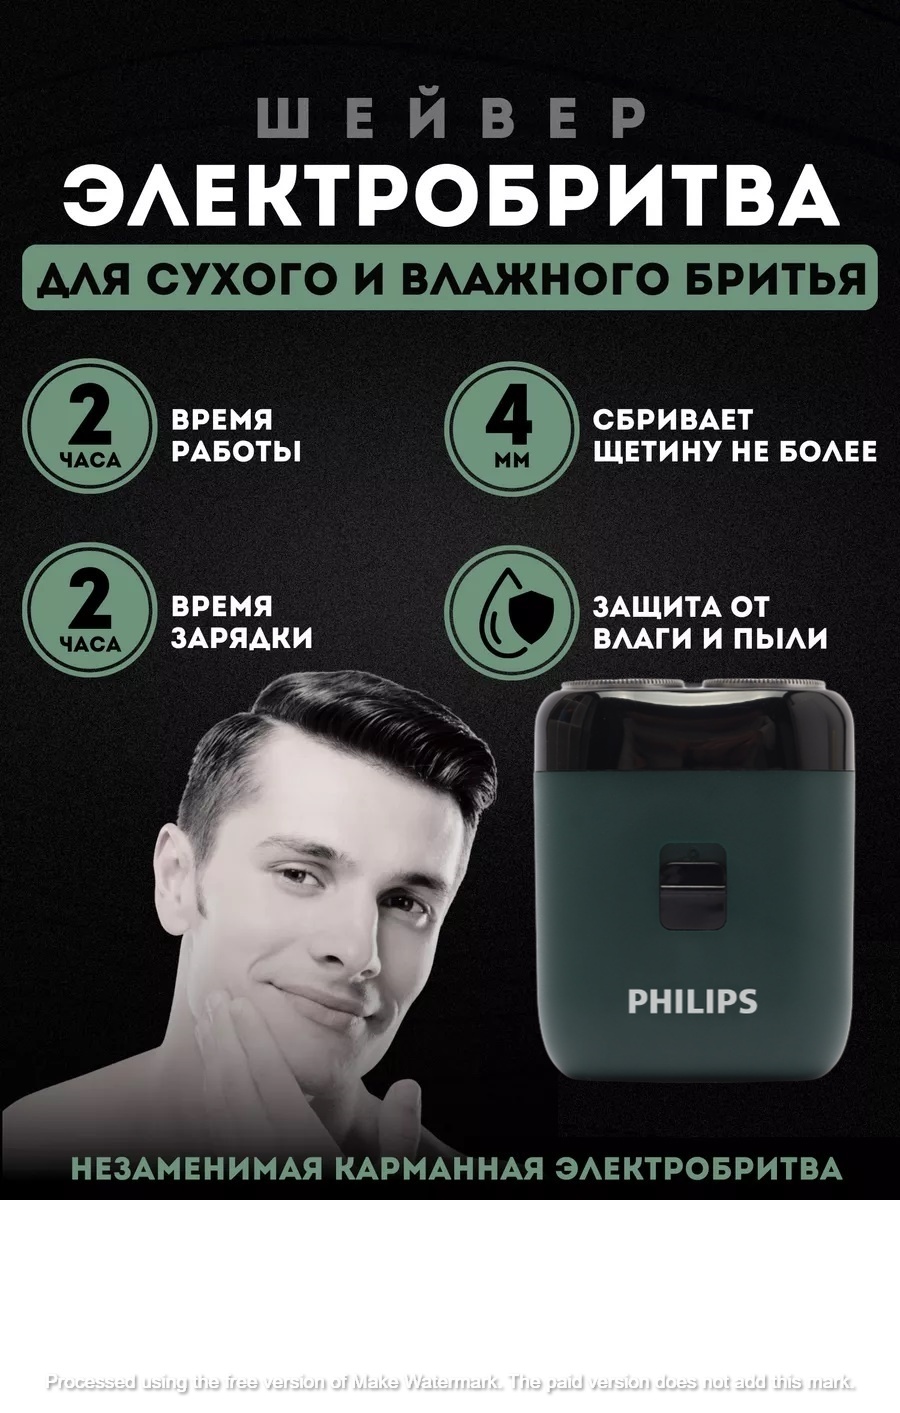 ШЕЙВЕР
ЭЛЕКТРОБРИТВА
ДЛЯ СУХОГО И ВЛАЖНОГО БРИТЬЯ
2
ЧАСА
ВРЕМЯ
РАБОТЫ
4
ММ
СБРИВАЕТ
ЩЕТИНУ НЕ БОЛЕЕ
2
ЧАСА
ВРЕМЯ
ЗАРЯДКИ
ЗАЩИТА ОТ
ВЛАГИ И ПЫЛИ
PHILIPS
НЕЗАМЕНИМАЯ КАРМАННАЯ ЭЛЕКТРОБРИТВА
Processed using the free version of Make Watermark. The paid version does not add this mark.